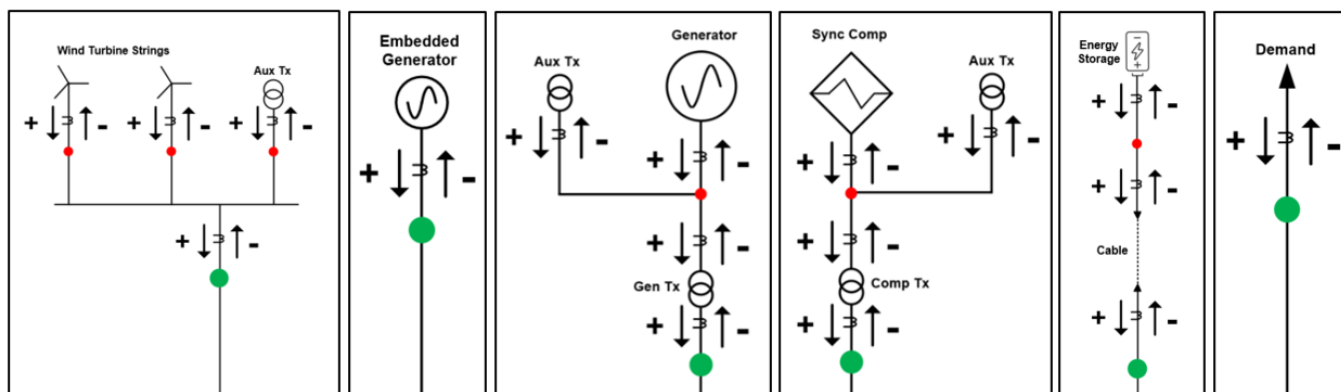 Wind Turbine Strings
Aux Tx
+ - + - + -
+ -
Embedded
Generator
+ -
Generator
Aux Tx
+ -
+ -
+ -
Gen Tx
+ -
Sync Comp
Aux Tx
+ -
+ -
+ -
Comp Tx
+ -
Energy
Storage
- +
+ -
+ -
Cable
+ -
Demand
+ -